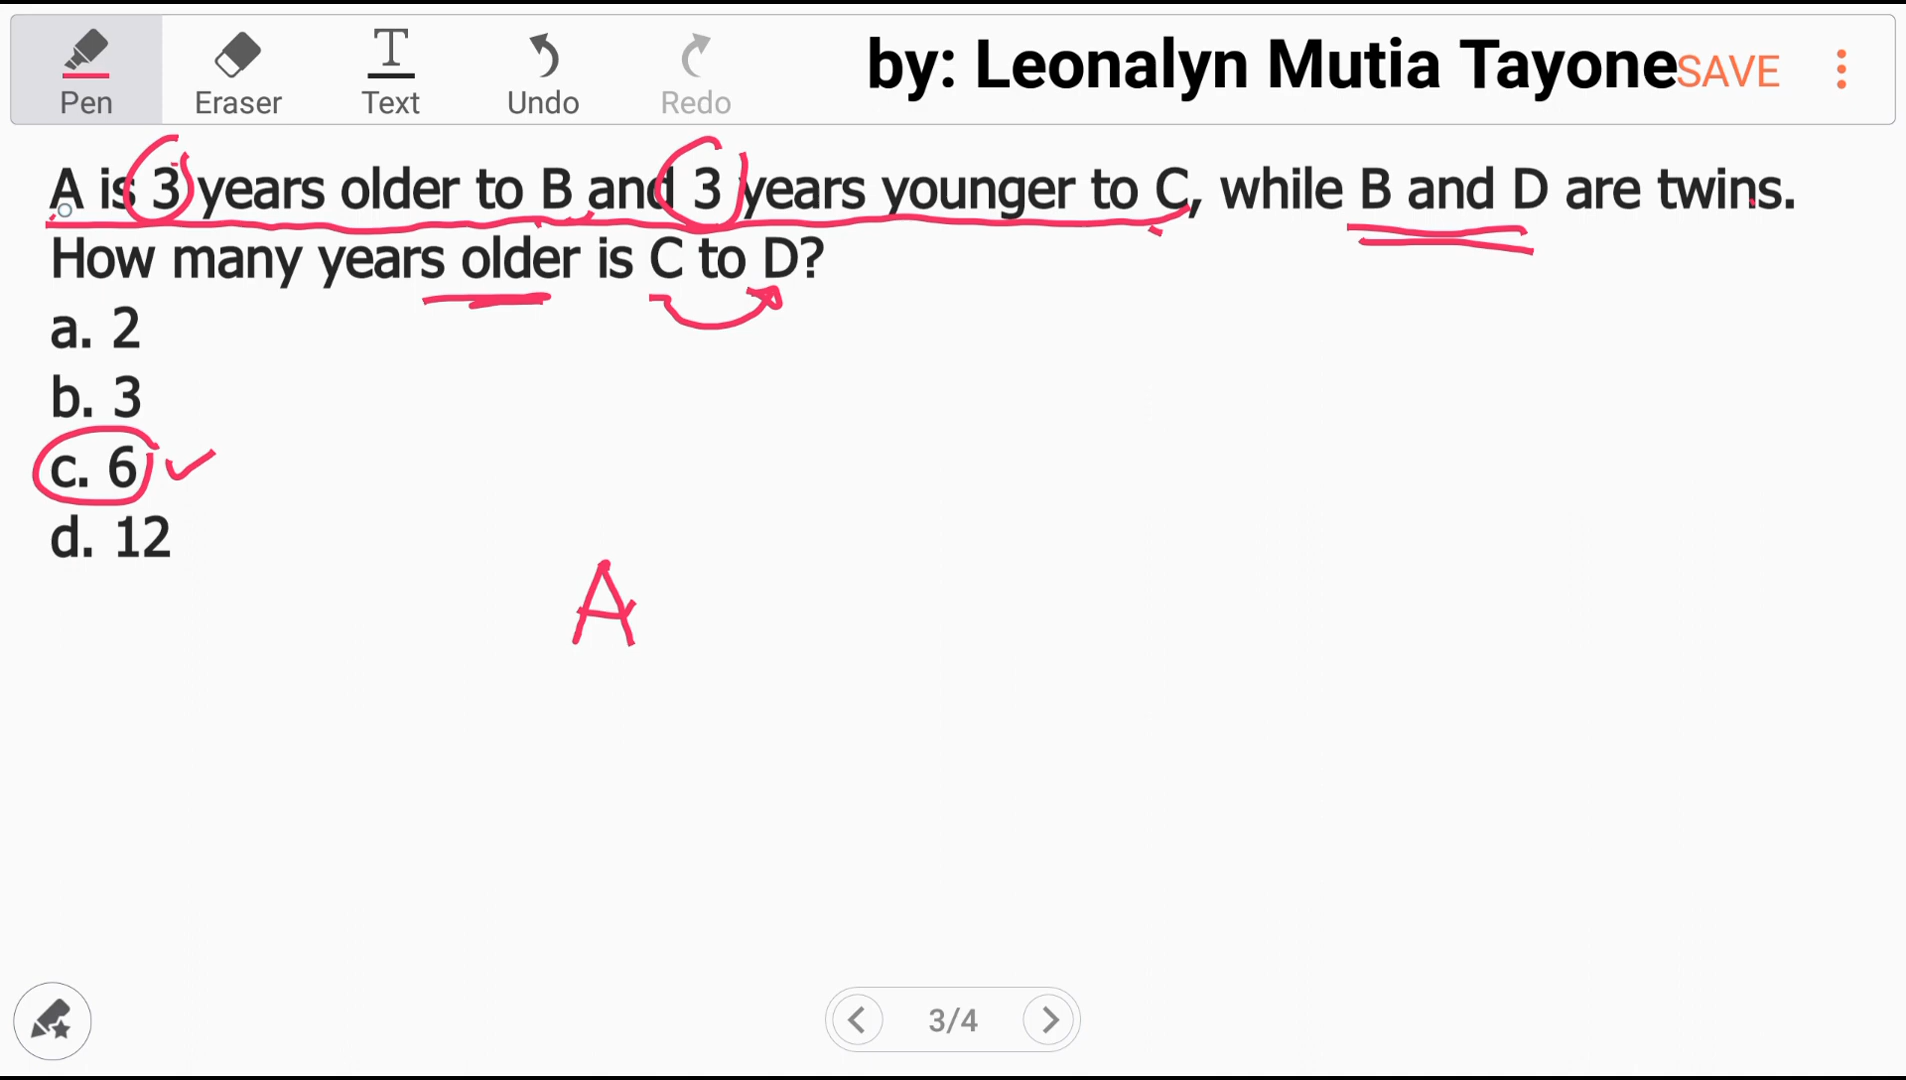 Pen Eraser Text Undo Redo by: Leonalyn Mutia Tayone SAVE
A is 3 years older to B and 3 years younger to C, while B and D are twins.
How many years older is C to D?
a. 2
b. 3
c. 6
d. 12
A
3/4